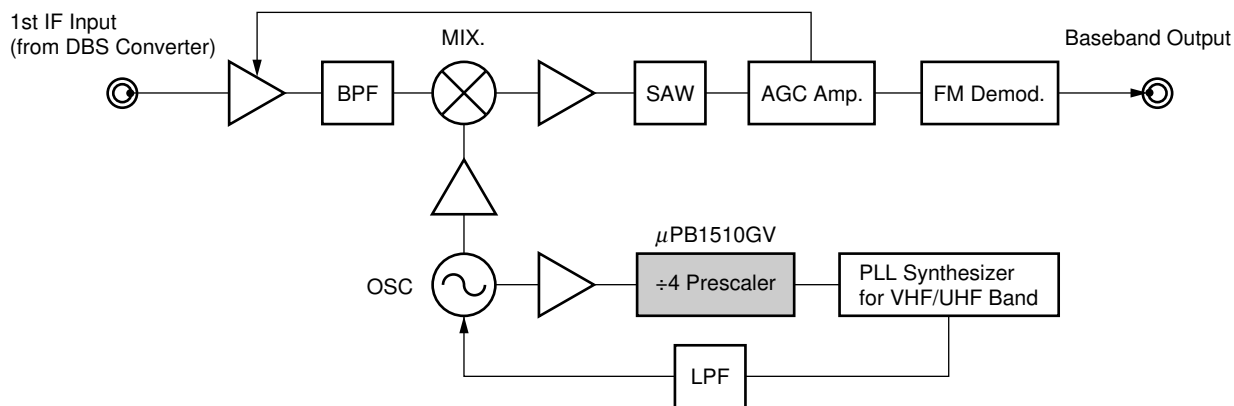 1st IF Input
(from DBS Converter)
MIX.
Baseband Output
BPF
SAW
AGC Amp.
FM Demod.
μPB1510GV
OSC
÷4 Prescaler
PLL Synthesizer
for VHF/UHF Band
LPF